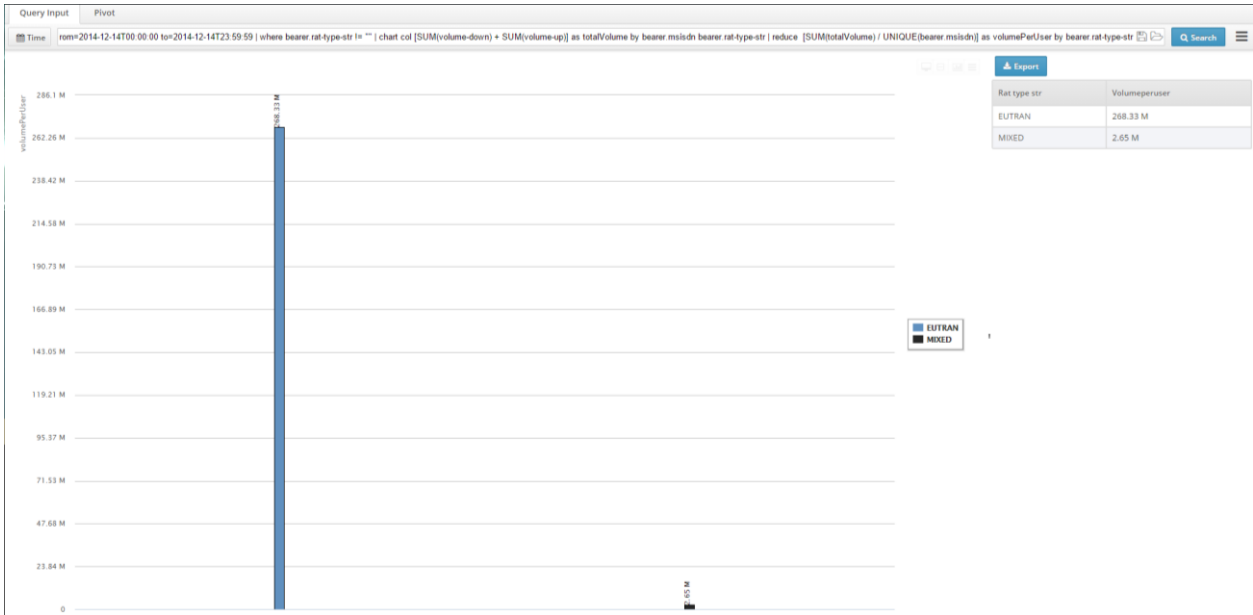 Query Input Pivot
Time rom=2014-12-14T00:00:00 to=2014-12-14T23:59:59 | where bearer.rat-type-str != "" | chart col [SUM(volume-down) + SUM(volume-up)] as totalVolume by bearer.msisdn bearer.rat-type-str | reduce [SUM(totalVolume) / UNIQUE(bearer.msisdn)] as volumePerUser by bearer.rat-type-str Search
Export
Rat type str Volumeperuser
EUTRAN 268.33 M
MIXED 2.65 M
volumePerUser
286.1 M
262.26 M
238.42 M
214.58 M
190.73 M
166.89 M
143.05 M
119.21 M
95.37 M
71.53 M
47.68 M
23.84 M
0
268.33 M
2.65 M
EUTRAN
MIXED